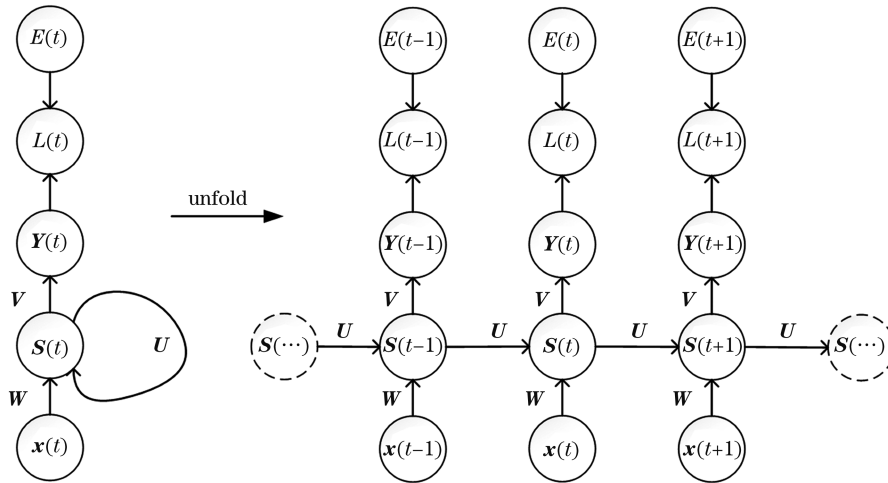 E(t) E(t−1) E(t) E(t+1)
L(t) L(t−1) L(t) L(t+1)
unfold
Y(t) Y(t−1) Y(t) Y(t+1)
V V V V
U U U U
S(t) U S(···) S(t−1) S(t) S(t+1) S(···)
W W W W
x(t) x(t−1) x(t) x(t+1)